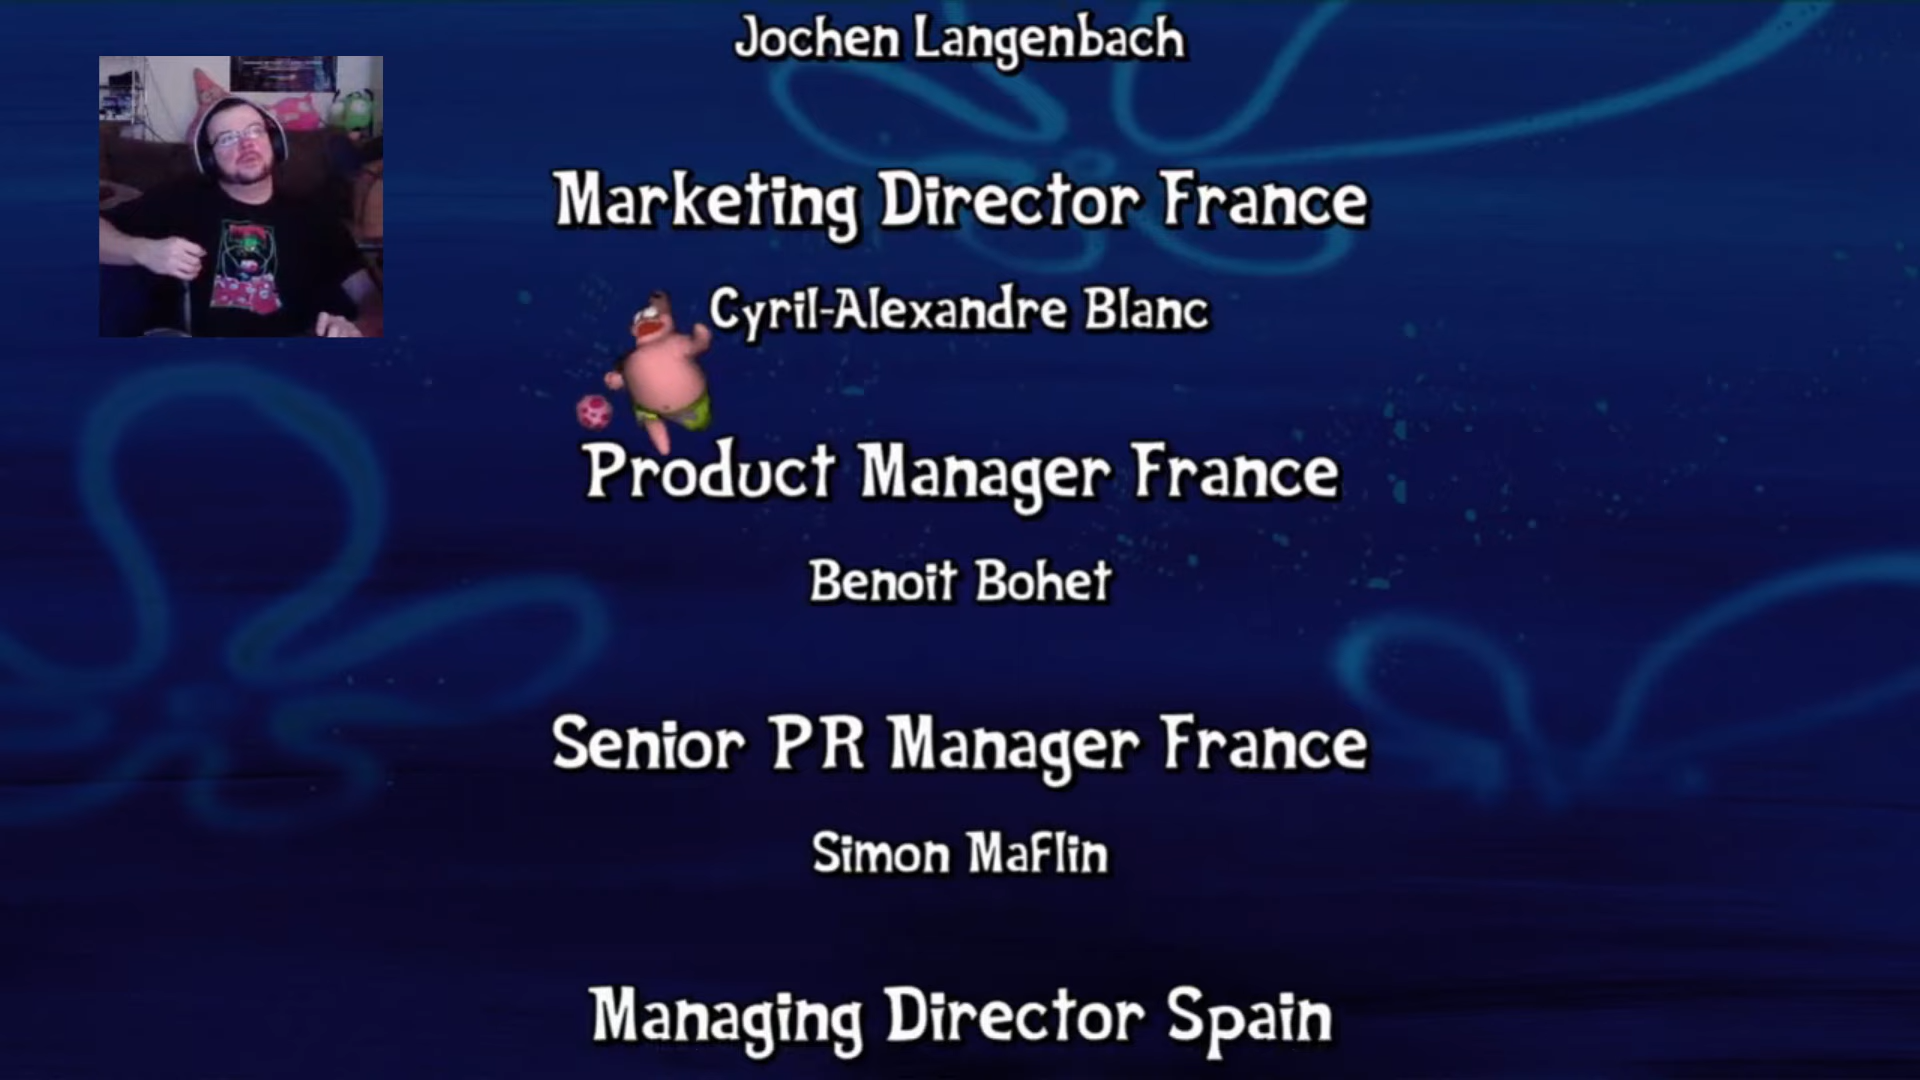 Jochen Langenbach
Marketing Director France
Cyril-Alexandre Blanc
Product Manager France
Benoit Bohet
Senior PR Manager France
Simon Maflin
Managing Director Spain